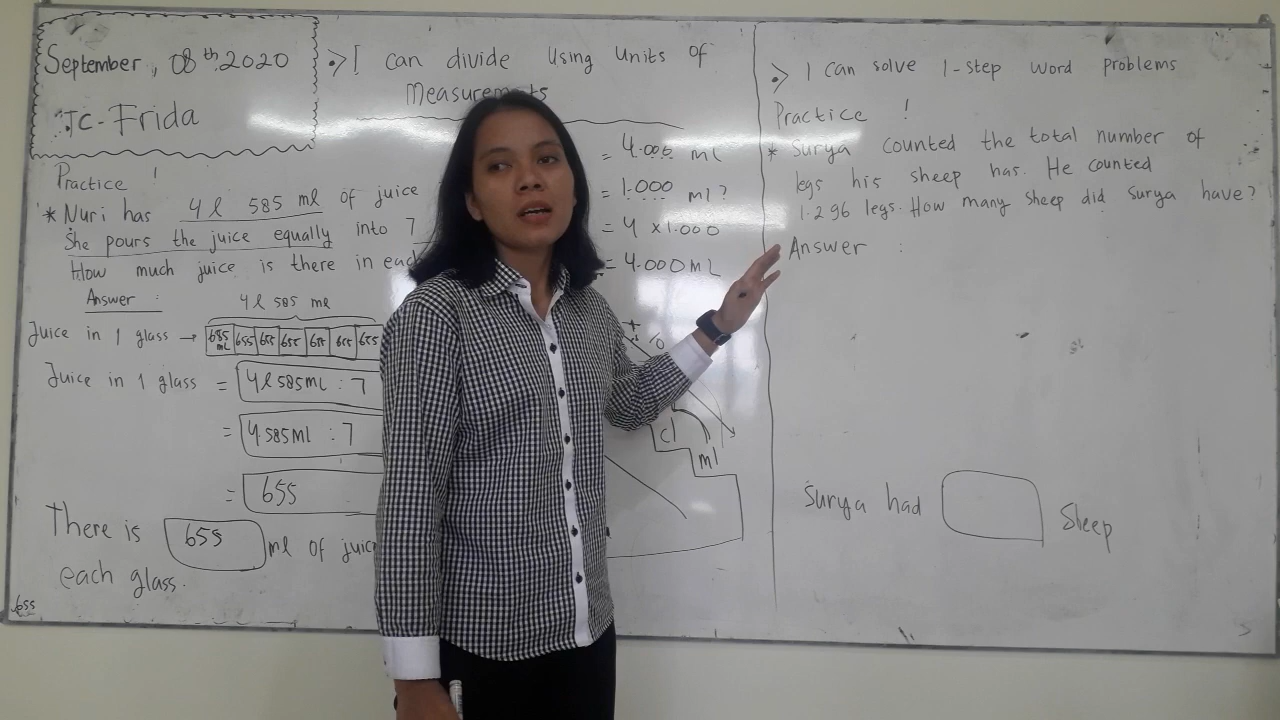 September, 08th 2020
TC-Frida
•> I can divide Using Units of
Measurements
Practice !
* Nuri has 4 l 585 ml of juice
She pours the juice equally into 7
How much juice is there in each
Answer :
4 l 585 ml
Juice in 1 glass → 655 ml 655 655 655 655 655 655
Juice in 1 glass = 4 l 585 ml : 7
= 4.585 ml : 7
= 655
There is 655 ml of juice
each glass.
655
= 4.000 ml
= 1.000 ml?
= 4 x 1.000
= 4.000 mL
cl
ml
•> I can solve 1-step word problems
Practice !
* Surya counted the total number of
legs his sheep has. He counted
1.296 legs. How many sheep did Surya have?
Answer :
Surya had Sheep